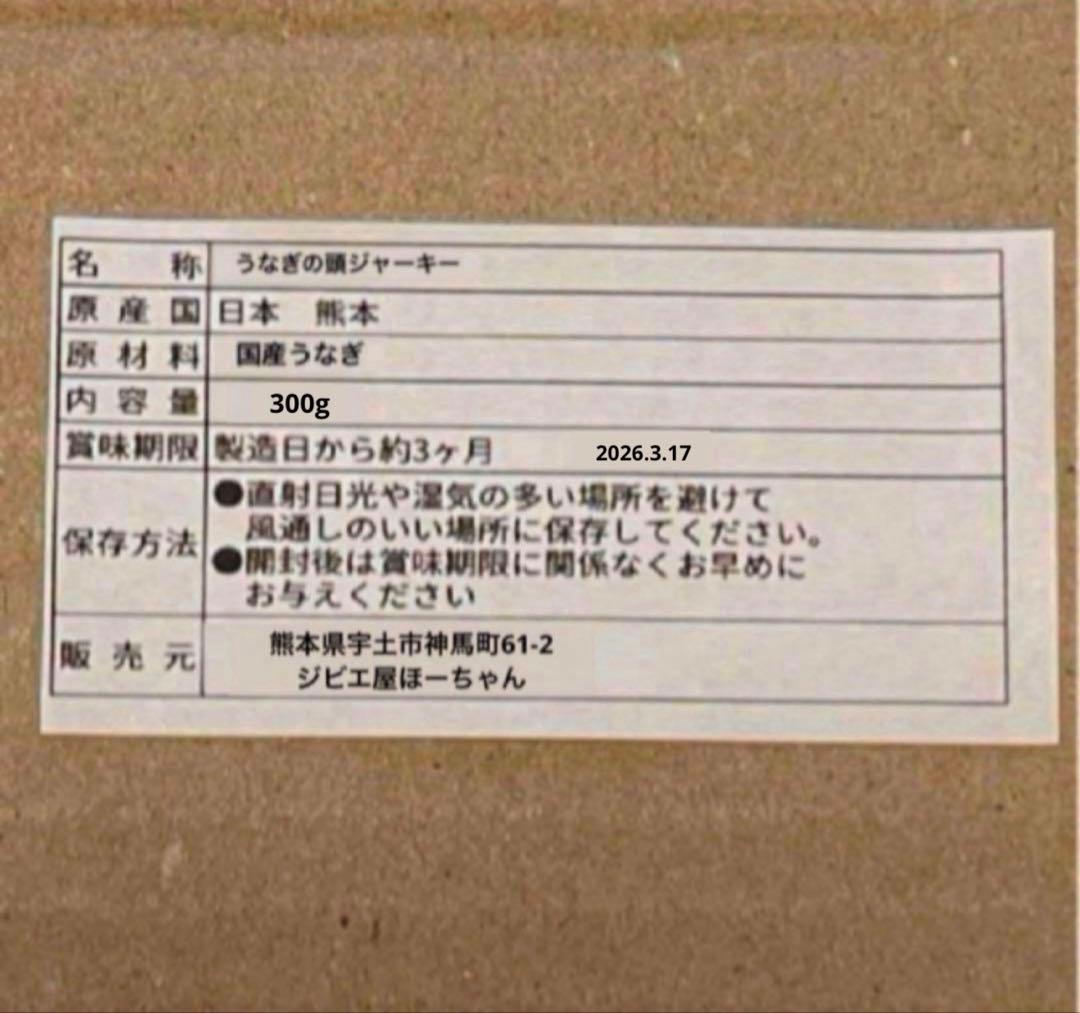 名称 うなぎの頭ジャーキー
原産国 日本 熊本
原材料 国産うなぎ
内容量 300g
賞味期限 製造日から約3ヶ月 2026.3.17
保存方法 ●直射日光や湿気の多い場所を避けて
風通しのいい場所に保存してください。
●開封後は賞味期限に関係なくお早めに
お与えください
販売元 熊本県宇土市神馬町61-2
ジビエ屋ほーちゃん